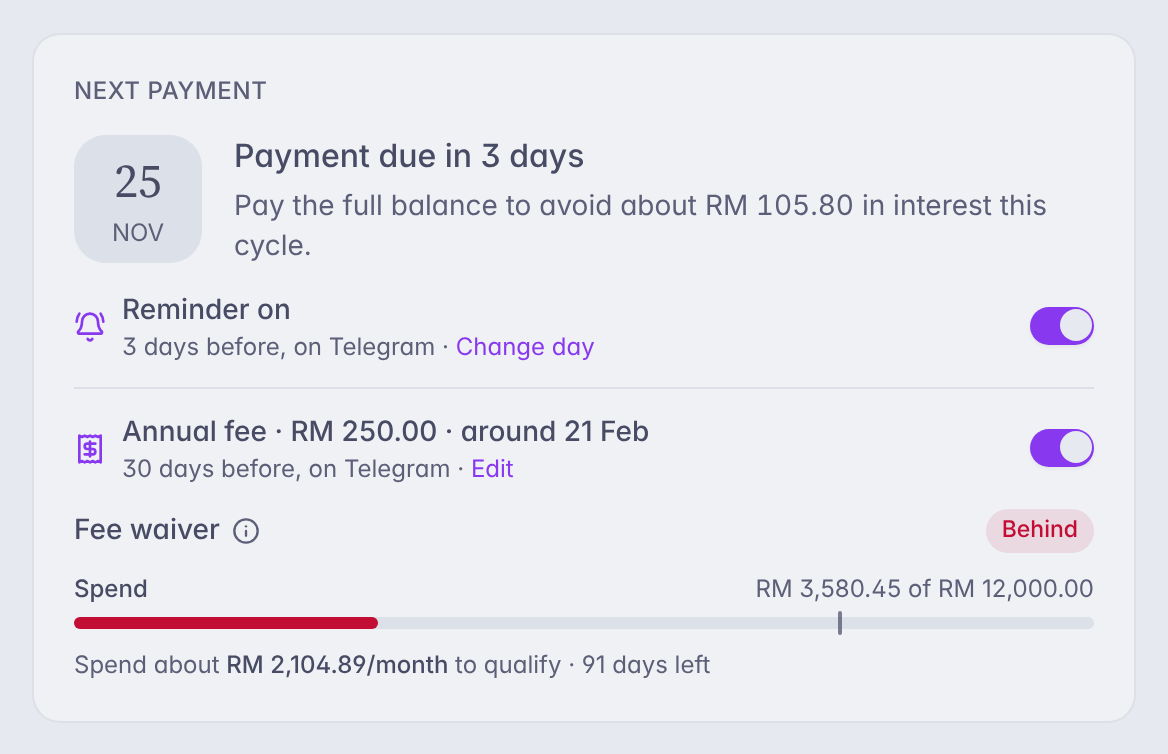 NEXT PAYMENT
25
NOV
Payment due in 3 days
Pay the full balance to avoid about RM 105.80 in interest this
cycle.
Reminder on
3 days before, on Telegram · Change day
Annual fee · RM 250.00 · around 21 Feb
30 days before, on Telegram · Edit
Fee waiver
Behind
Spend
RM 3,580.45 of RM 12,000.00
Spend about RM 2,104.89/month to qualify · 91 days left